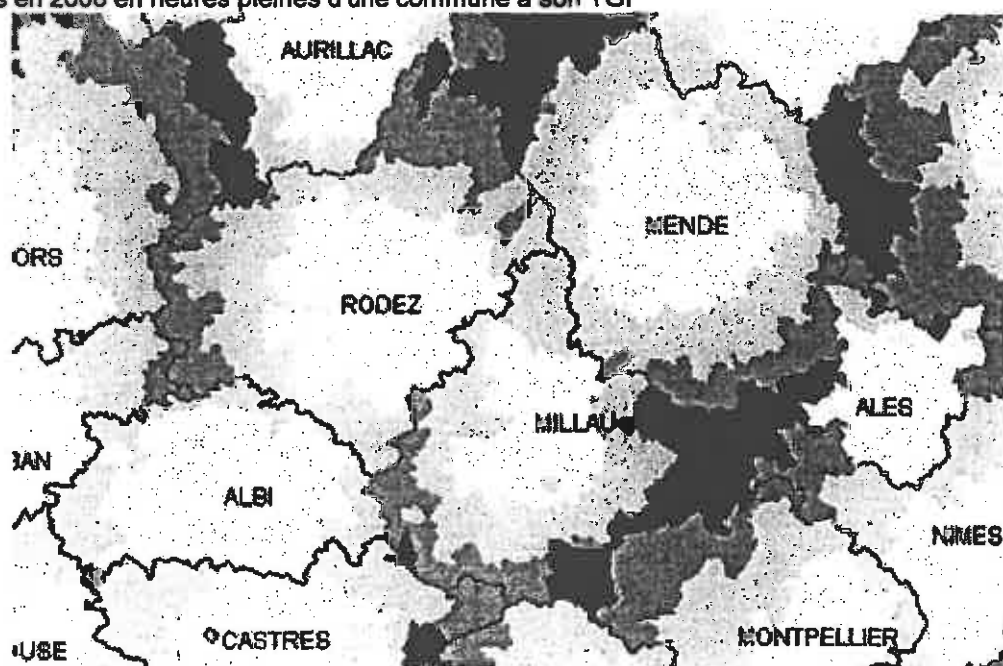 s en 2008 en heures pleines d'une commune à son TGI
AURILLAC
MENDE
ORS
RODEZ
ALES
MILLAU
BAN
ALBI
NIMES
CASTRES
MONTPELLIER
USE